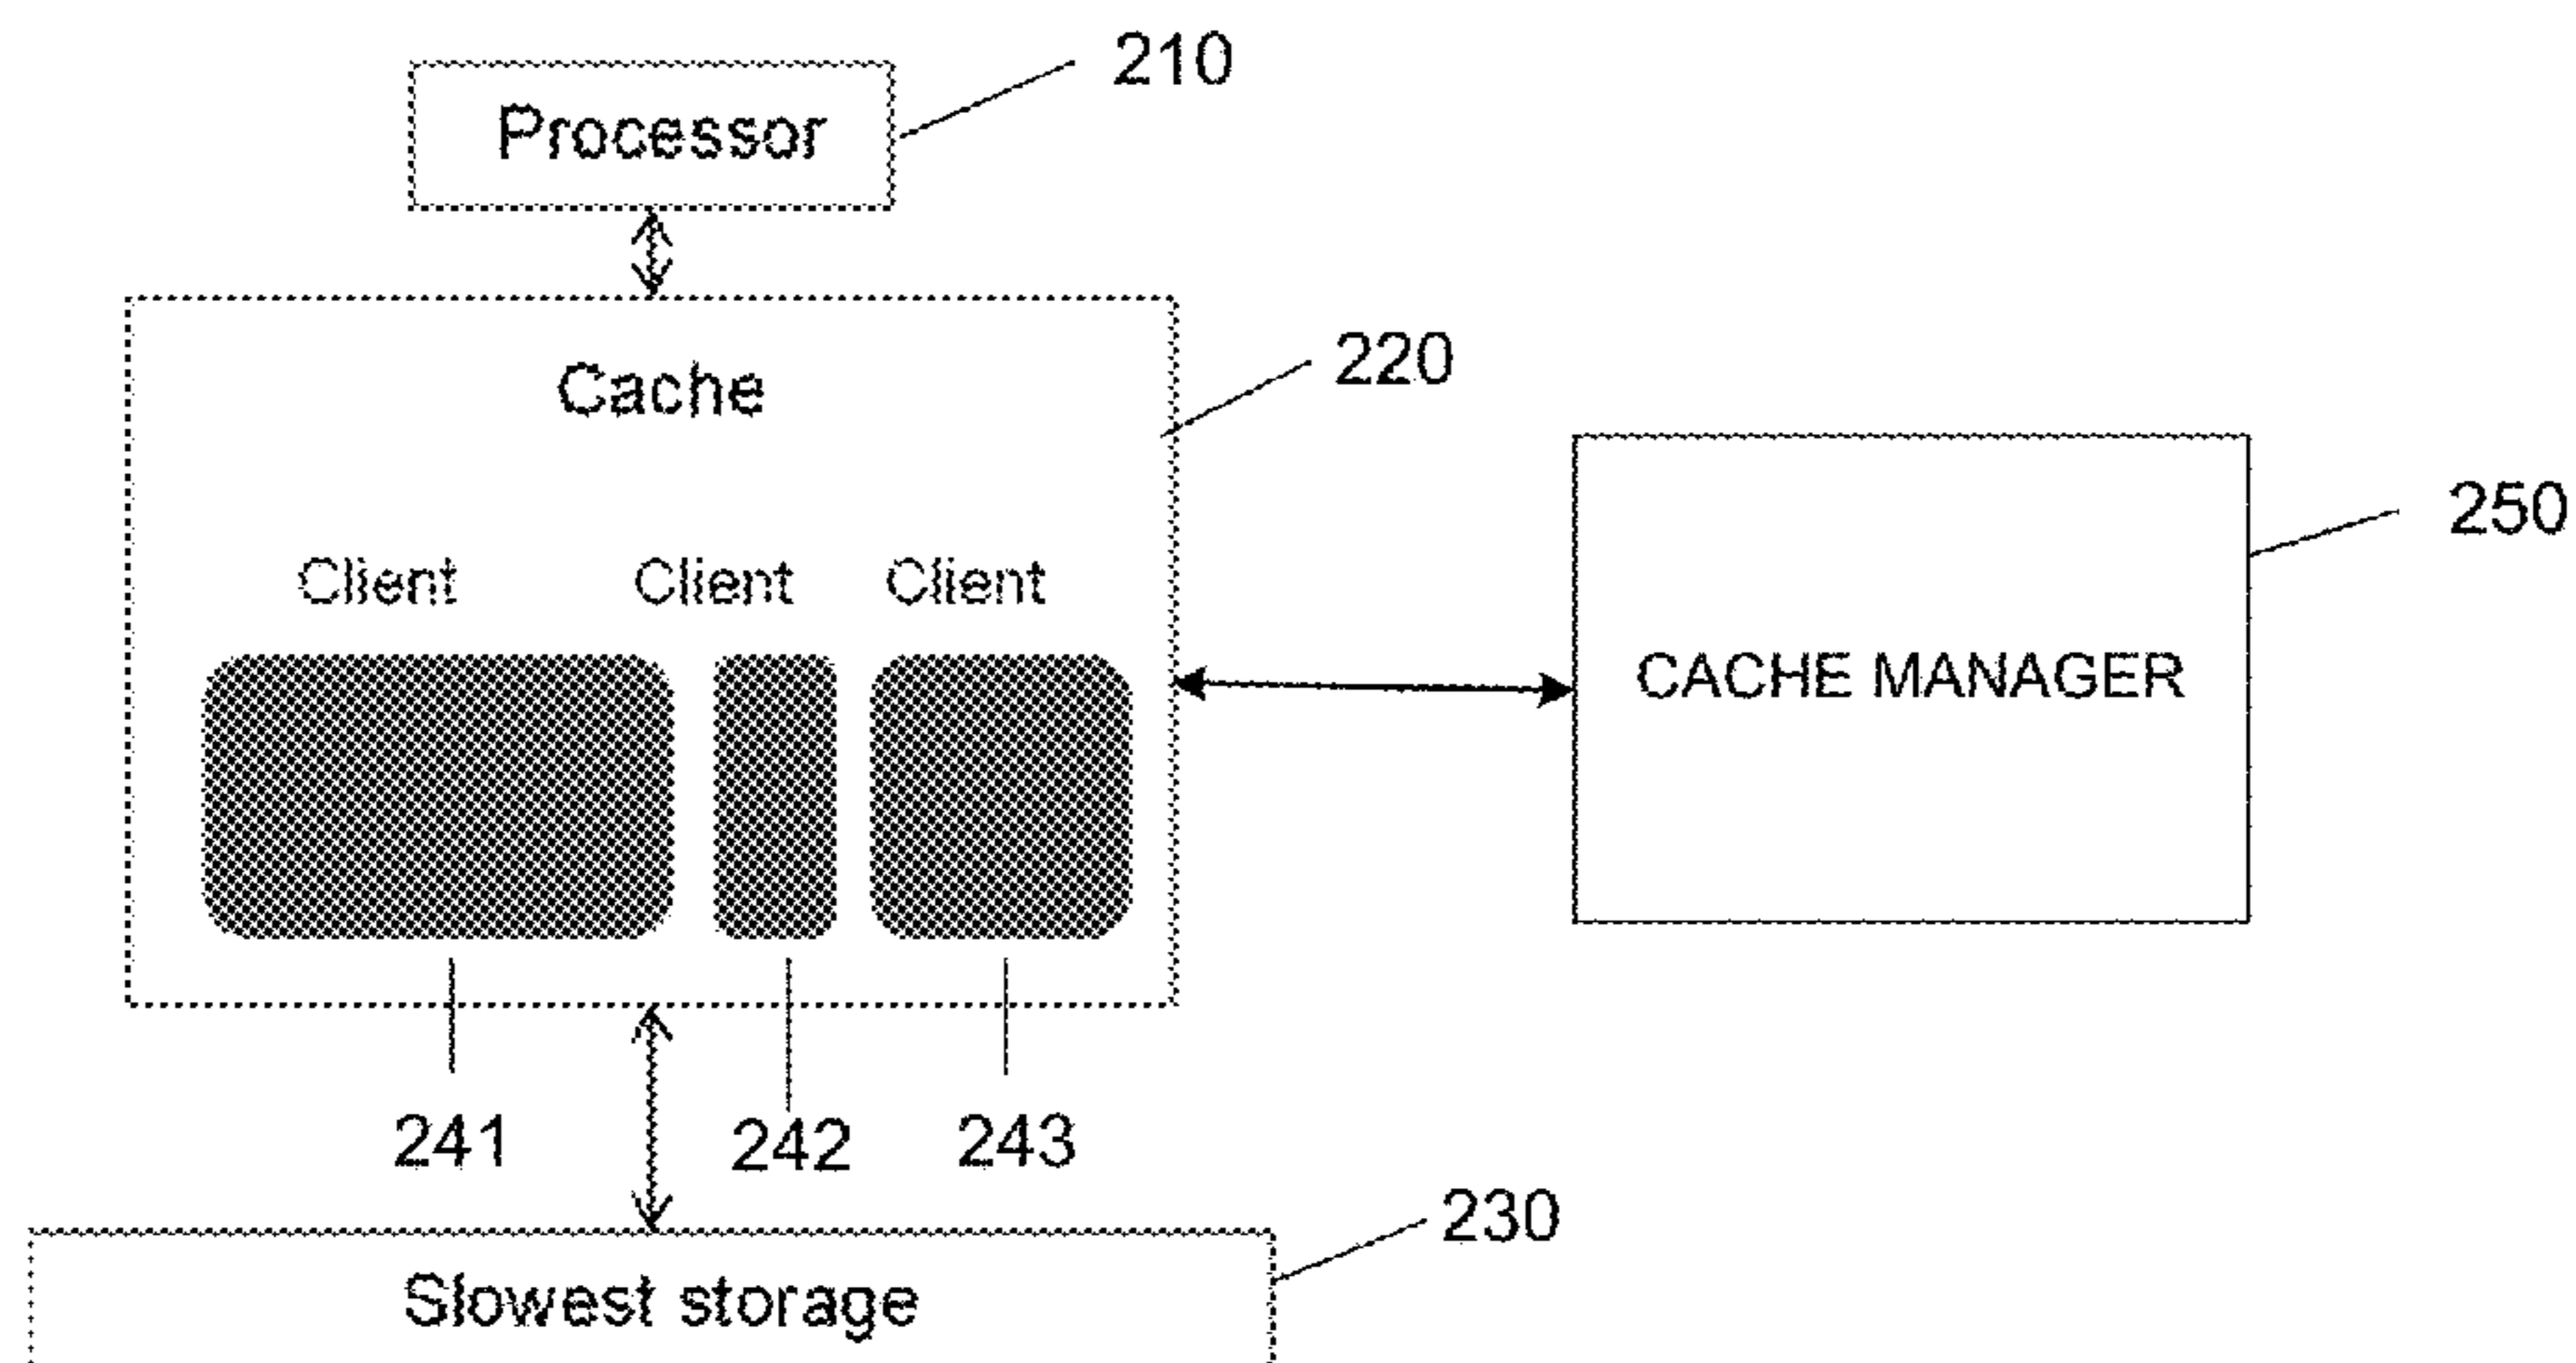 210
Processor
Cache
220
250
Client Client Client
CACHE MANAGER
241 242 243
230
Slowest storage